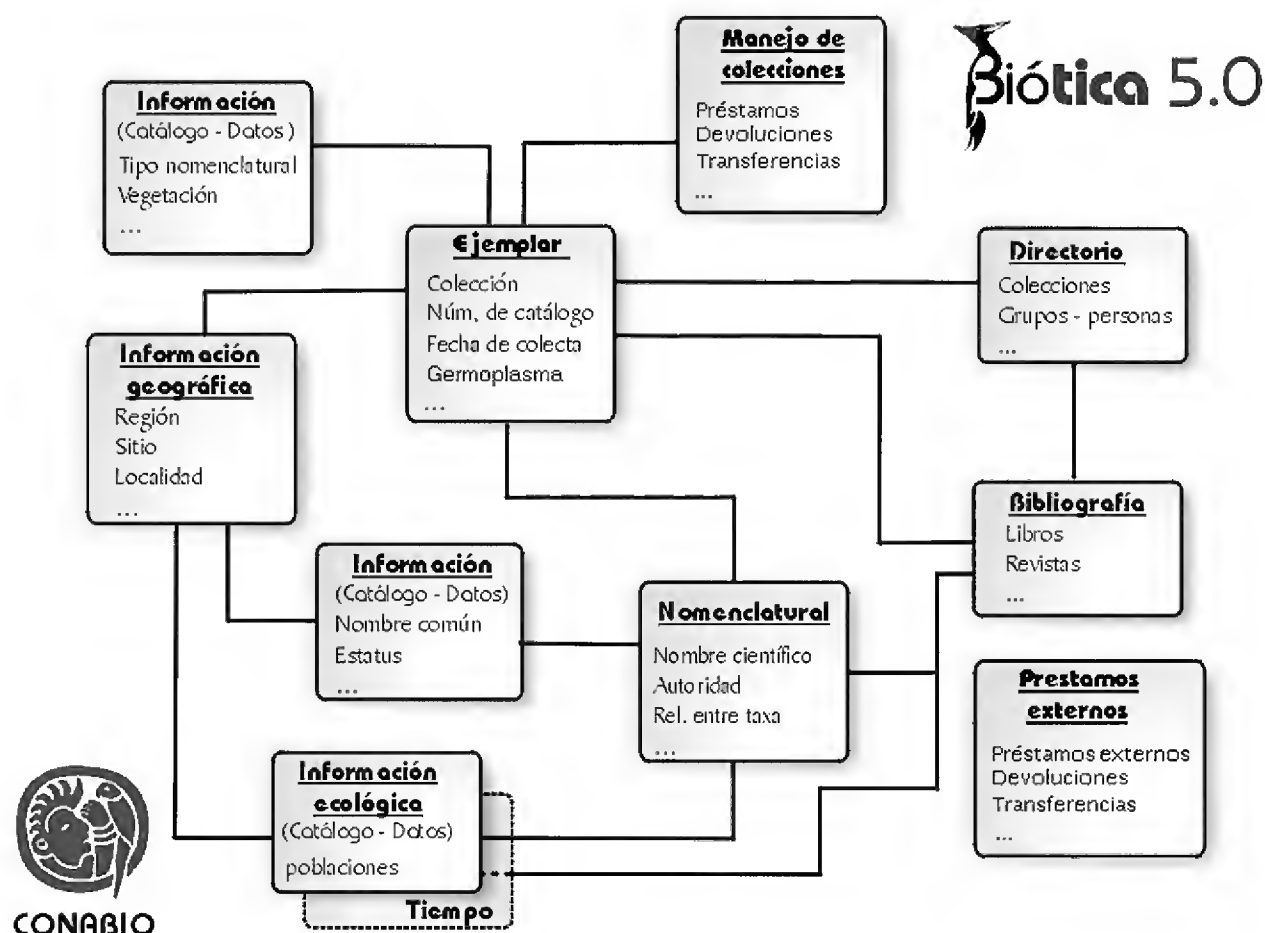 Manejo de
colecciones
Préstamos
Devoluciones
Transferencias
...
Biótica 5.0
Información
(Catálogo - Datos)
Tipo nomenclatural
Vegetación
...
Ejemplar
Colección
Núm. de catálogo
Fecha de colecta
Germoplasma
...
Directorio
Colecciones
Grupos - personas
...
Información
geográfica
Región
Sitio
Localidad
...
Bibliografía
Libros
Revistas
...
Información
(Catálogo - Datos)
Nombre común
Estatus
...
Nomenclatural
Nombre científico
Autoridad
Rel. entre taxa
...
Prestamos
externos
Préstamos externos
Devoluciones
Transferencias
...
Información
ecológica
(Catálogo - Datos)
poblaciones
Tiempo
CONABIO